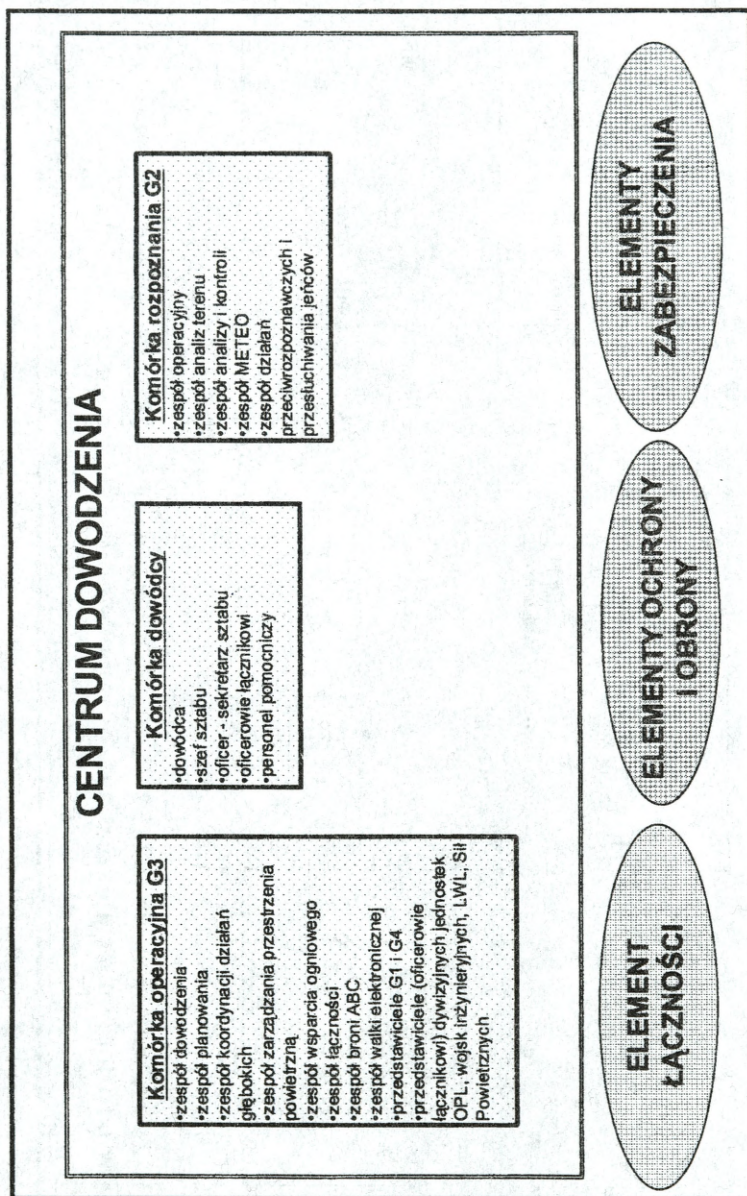 CENTRUM DOWODZENIA
Komórka operacyjna G3
•zespół dowodzenia
•zespół planowania
•zespół koordynacji działań
głębokich
•zespół zarządzania przestrzenią
powietrzną
•zespół wsparcia ogniowego
•zespół łączności
•zespół broni ABC
•zespół walki elektronicznej
•przedstawiciele G1 i G4
•przedstawiciele (oficerowie
łącznikowi) dywizyjnych jednostek
OPL, wojsk inżynieryjnych, LWL, Sił
Powietrznych
Komórka dowódcy
•dowódca
•szef sztabu
•oficer - sekretarz sztabu
•oficerowie łącznikowi
•personel pomocniczy
Komórka rozpoznania G2
•zespół operacyjny
•zespół analiz terenu
•zespół analizy i kontroli
•zespół METEO
•zespół działań
przeciwrozpoznawczych i
przesłuchiwania jeńców
ELEMENT
ŁĄCZNOŚCI
ELEMENTY OCHRONY
I OBRONY
ELEMENTY
ZABEZPIECZENIA